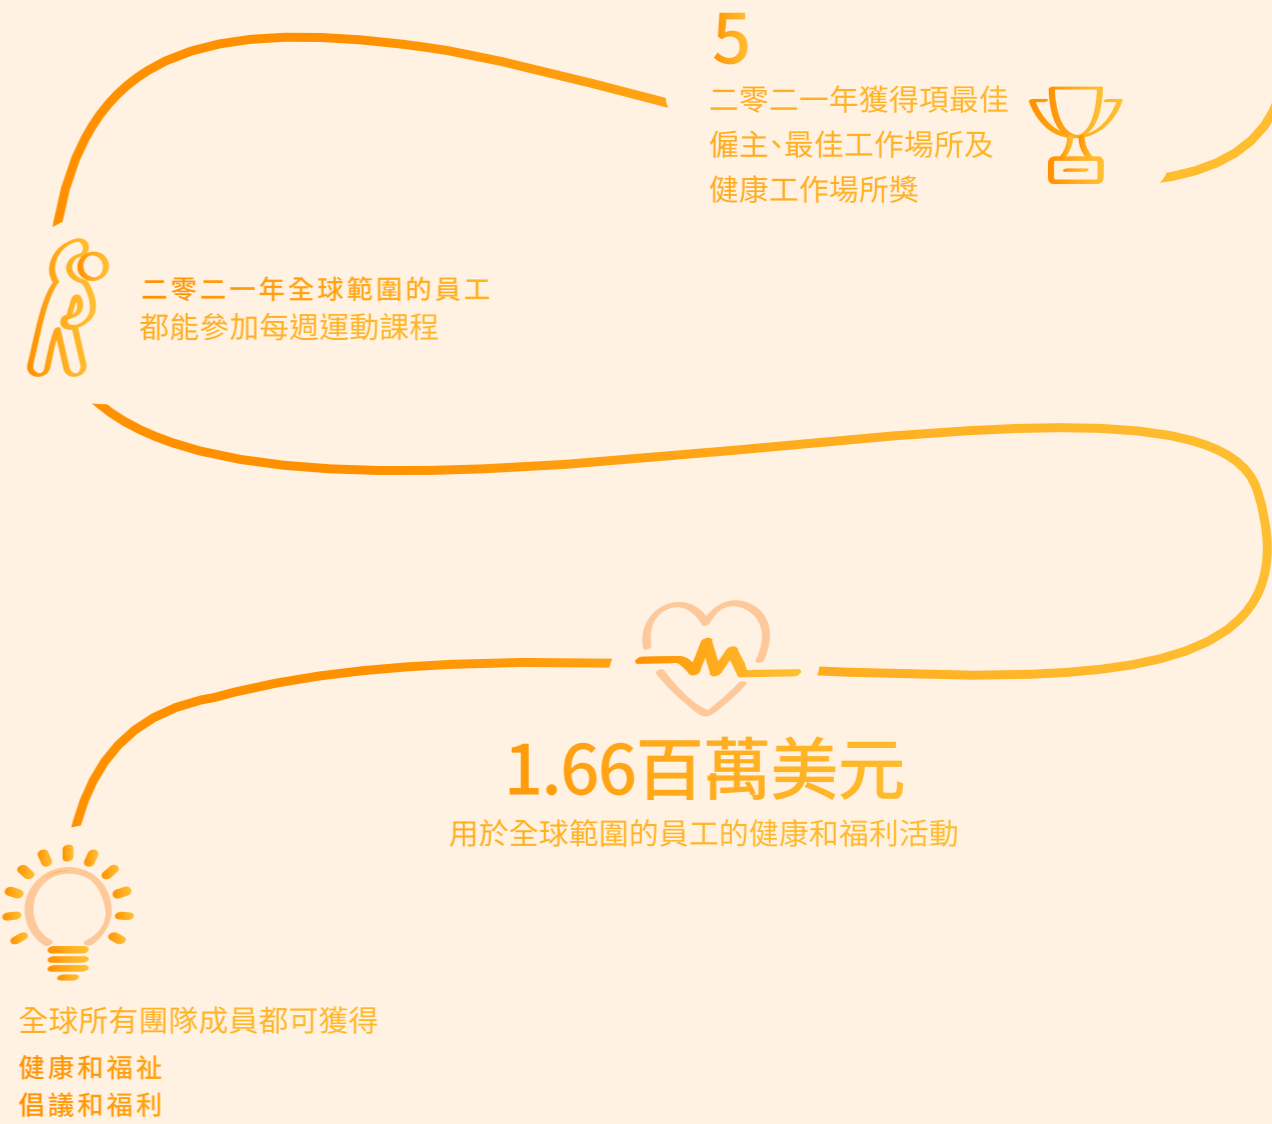 5
二零二一年獲得項最佳
僱主、最佳工作場所及
健康工作場所獎
二零二一年全球範圍的員工
都能參加每週運動課程
1.66百萬美元
用於全球範圍的員工的健康和福利活動
全球所有團隊成員都可獲得
健康和福祉
倡議和福利